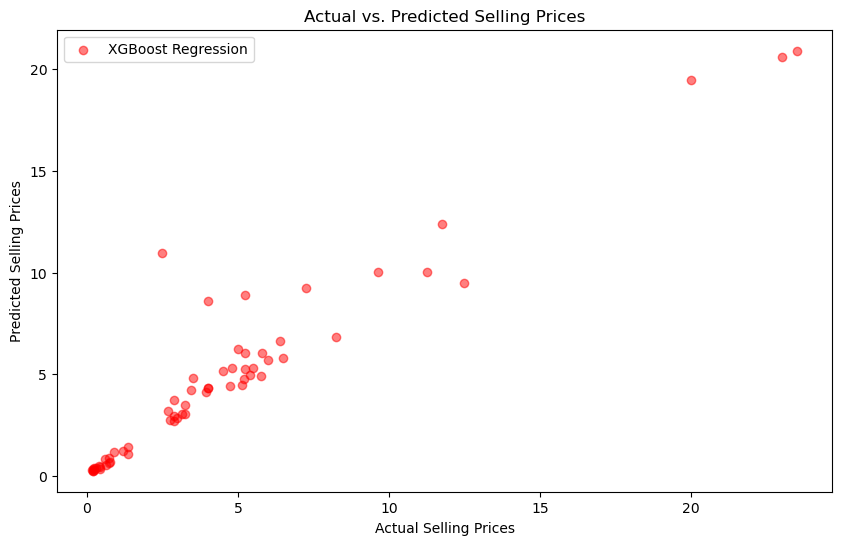 Actual vs. Predicted Selling Prices
XGBoost Regression
Predicted Selling Prices
20
15
10
5
0
0 5 10 15 20
Actual Selling Prices